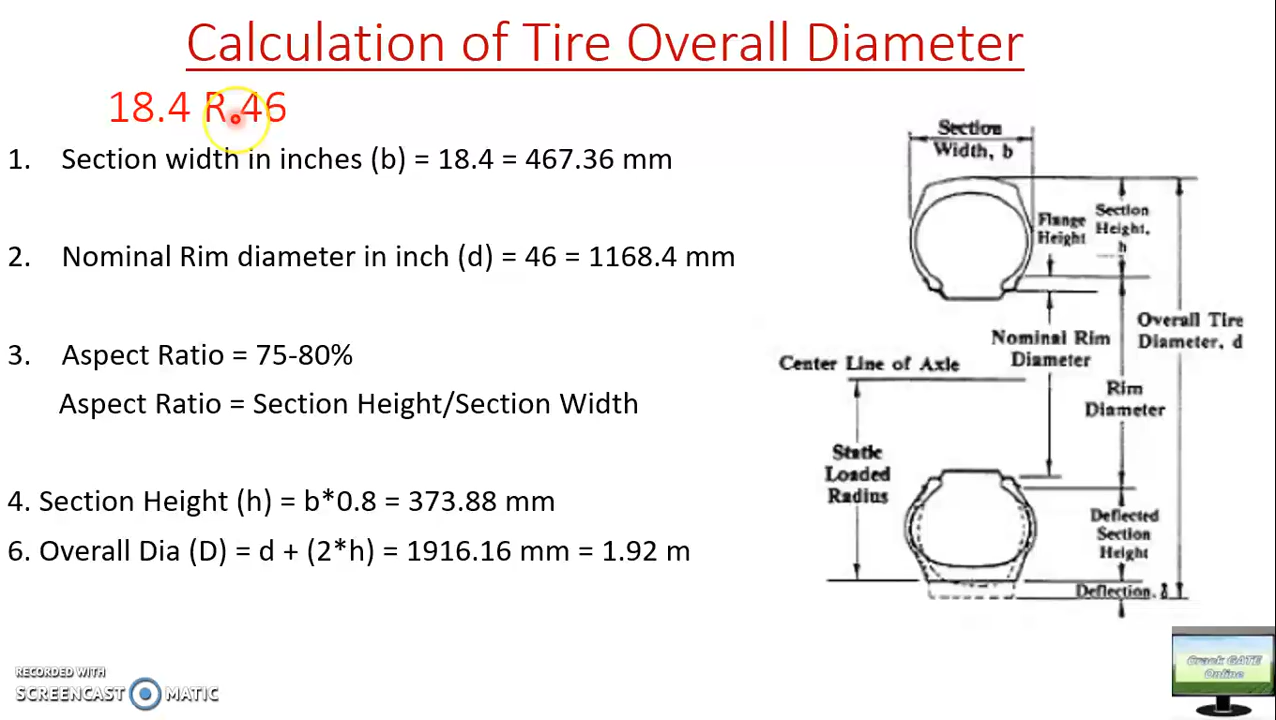 Calculation of Tire Overall Diameter
18.4 R 46
1. Section width in inches (b) = 18.4 = 467.36 mm
2. Nominal Rim diameter in inch (d) = 46 = 1168.4 mm
3. Aspect Ratio = 75-80%
Aspect Ratio = Section Height/Section Width
4. Section Height (h) = b*0.8 = 373.88 mm
6. Overall Dia (D) = d + (2*h) = 1916.16 mm = 1.92 m
Section
Width, b
Flange
Height
Section
Height,
h
Nominal Rim
Diameter
Overall Tire
Diameter, d
Center Line of Axle
Rim
Diameter
Static
Loaded
Radius
Deflected
Section
Height
Deflection,
RECORDED WITH
SCREENCAST MATIC
Crack GATE
Online